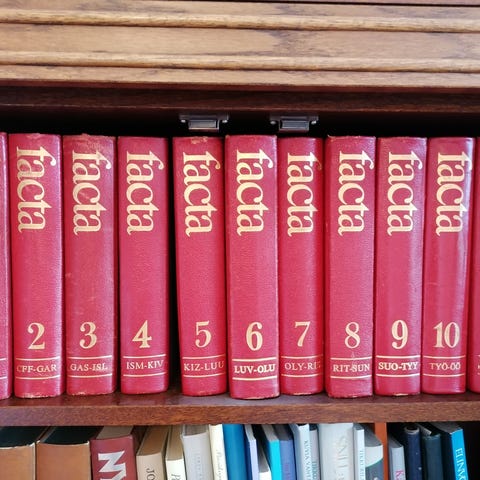 facta
2
CFF-GAR
facta
3
GAS-ISL
facta
4
ISM-KIV
facta
5
KIZ-LUU
facta
6
LUV-OLU
facta
7
OLY-RIZ
facta
8
RIT-SUN
facta
9
SUO-TYY
facta
10
TYÖ-ÖÖ